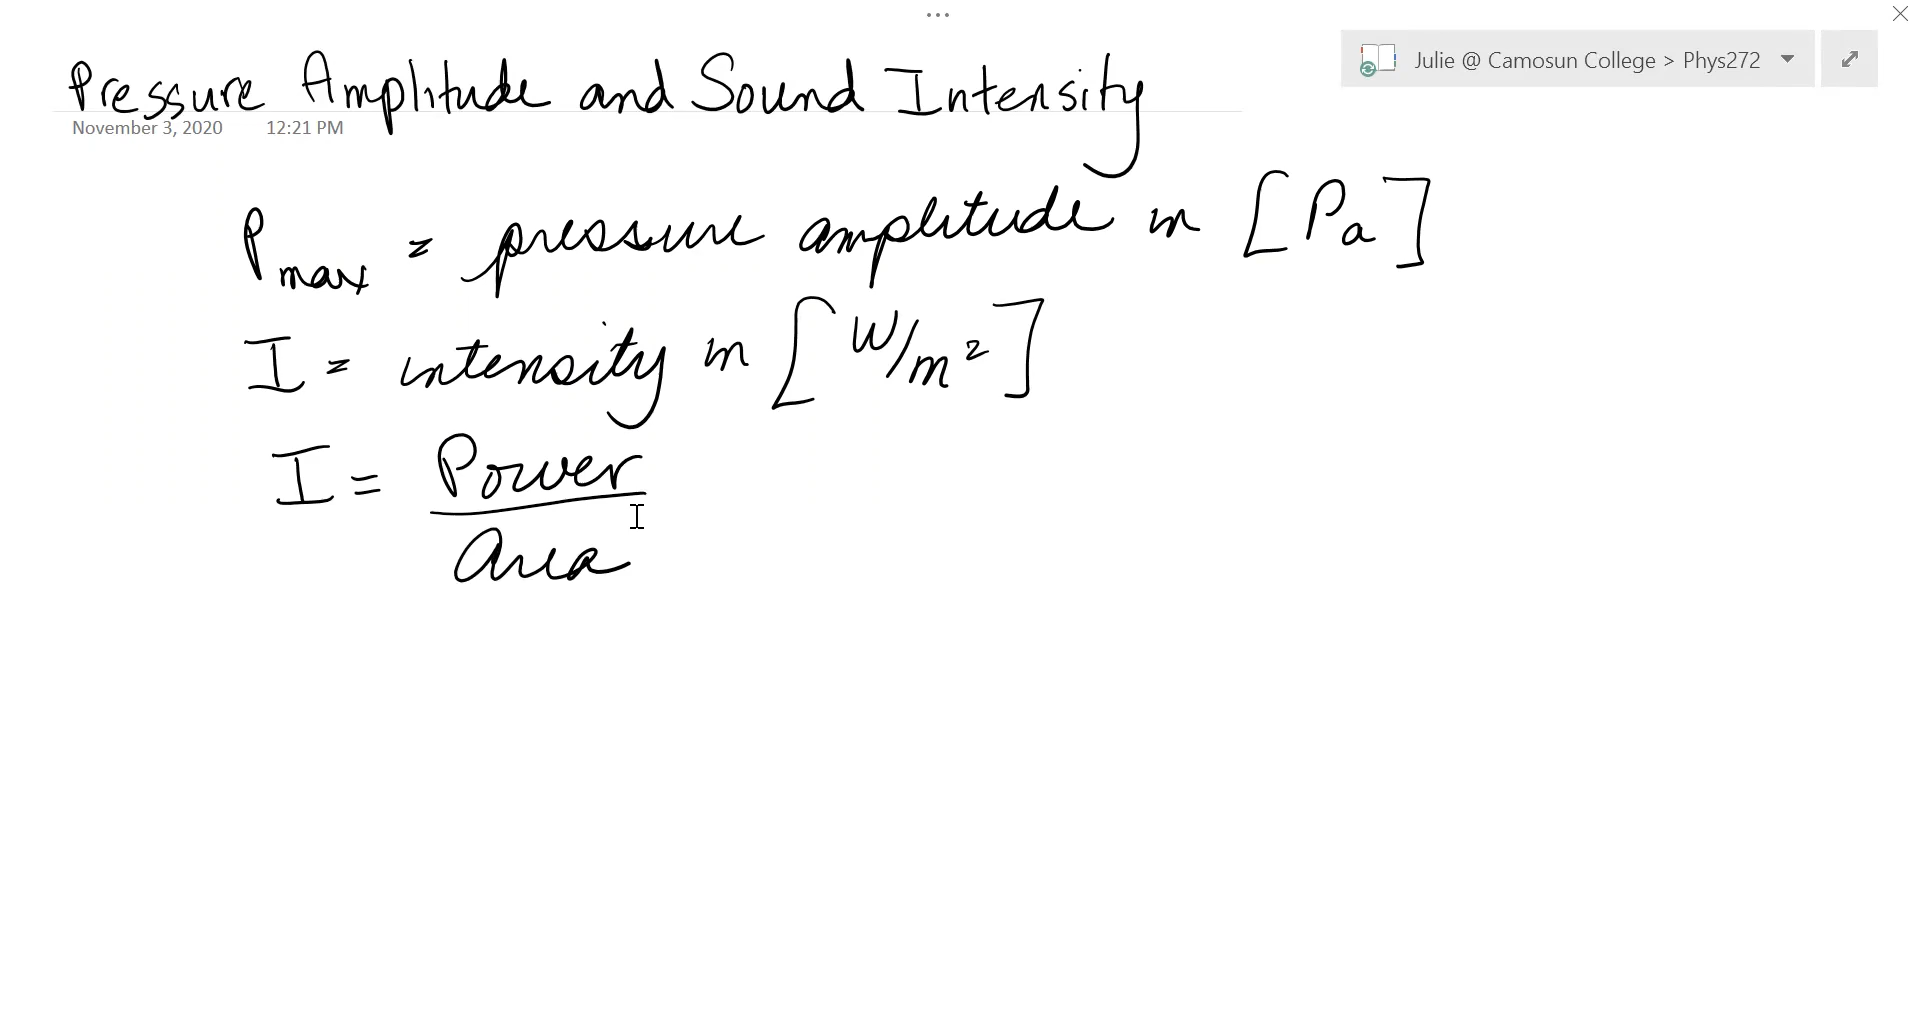 Julie @ Camosun College > Phys272
Pressure Amplitude and Sound Intensity
November 3, 2020 12:21 PM
Pmax = pressure amplitude in [Pa]
I = intensity in [W/m²]
I = Power
Area